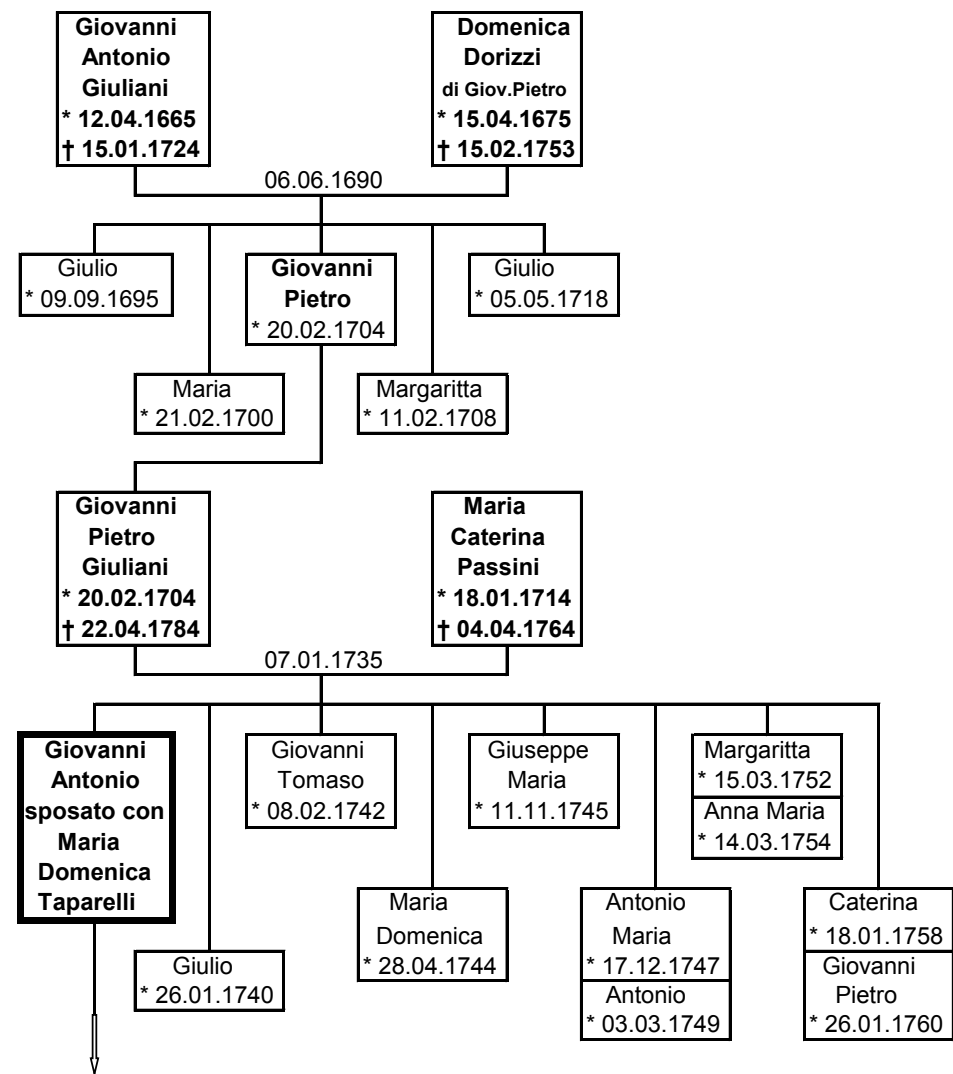 Giovanni
Antonio
Giuliani
* 12.04.1665
† 15.01.1724
Domenica
Dorizzi
di Giov.Pietro
* 15.04.1675
† 15.02.1753
06.06.1690
Giulio
* 09.09.1695
Giovanni
Pietro
* 20.02.1704
Giulio
* 05.05.1718
Maria
* 21.02.1700
Margaritta
* 11.02.1708
Giovanni
Pietro
Giuliani
* 20.02.1704
† 22.04.1784
Maria
Caterina
Passini
* 18.01.1714
† 04.04.1764
07.01.1735
Giovanni
Antonio
sposato con
Maria
Domenica
Taparelli
Giovanni
Tomaso
* 08.02.1742
Giuseppe
Maria
* 11.11.1745
Margaritta
* 15.03.1752
Anna Maria
* 14.03.1754
Giulio
* 26.01.1740
Maria
Domenica
* 28.04.1744
Antonio
Maria
* 17.12.1747
Antonio
* 03.03.1749
Caterina
* 18.01.1758
Giovanni
Pietro
* 26.01.1760